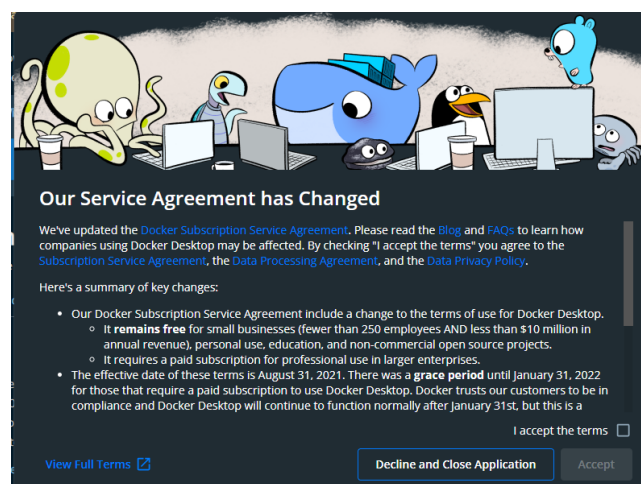 Our Service Agreement has Changed
We've updated the Docker Subscription Service Agreement. Please read the Blog and FAQs to learn how
companies using Docker Desktop may be affected. By checking "I accept the terms" you agree to the
Subscription Service Agreement, the Data Processing Agreement, and the Data Privacy Policy.
Here's a summary of key changes:
• Our Docker Subscription Service Agreement include a change to the terms of use for Docker Desktop.
○ It remains free for small businesses (fewer than 250 employees AND less than $10 million in
annual revenue), personal use, education, and non-commercial open source projects.
○ It requires a paid subscription for professional use in larger enterprises.
• The effective date of these terms is August 31, 2021. There was a grace period until January 31, 2022
for those that require a paid subscription to use Docker Desktop. Docker trusts our customers to be in
compliance and Docker Desktop will continue to function normally after January 31st, but this is a
I accept the terms
View Full Terms
Decline and Close Application
Accept